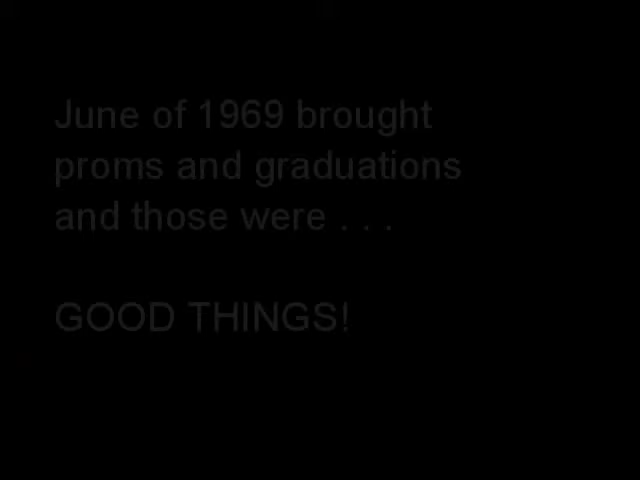 June of 1969 brought
proms and graduations
and those were . . .
GOOD THINGS!